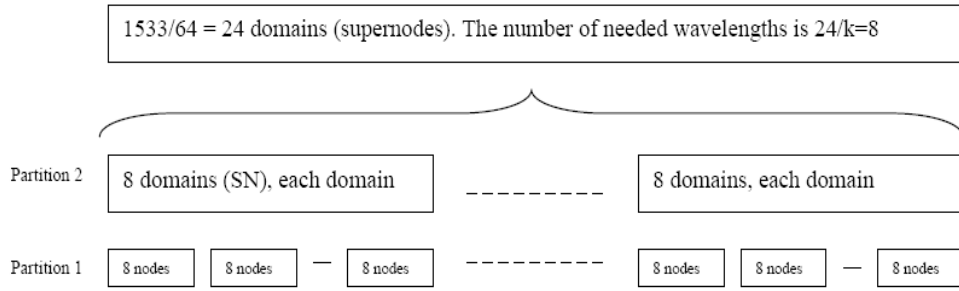 1533/64 = 24 domains (supernodes). The number of needed wavelengths is 24/k=8
Partition 2
8 domains (SN), each domain
8 domains, each domain
Partition 1
8 nodes
8 nodes
8 nodes
8 nodes
8 nodes
8 nodes